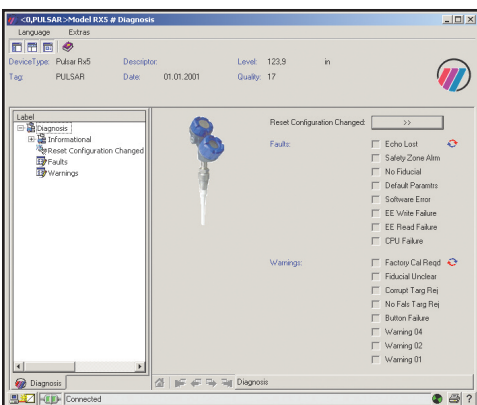 <0,PULSAR>Model RX5 # Diagnosis
Language Extras
DeviceType: Pulsar Rx5 Descriptor: Level: 123,9 in
Tag: PULSAR Date: 01.01.2001 Quality: 17
Label
Diagnosis
Informational
Reset Configuration Changed
Faults
Warnings
Reset Configuration Changed: >>
Faults: Echo Lost
Safety Zone Alrm
No Fiducial
Default Paramtrs
Software Error
EE Write Failure
EE Read Failure
CPU Failure
Warnings: Factory Cal Reqd
Fiducial Unclear
Corrupt Targ Rej
No Fals Targ Rej
Button Failure
Warning 04
Warning 02
Warning 01
Diagnosis Diagnosis
Connected ?